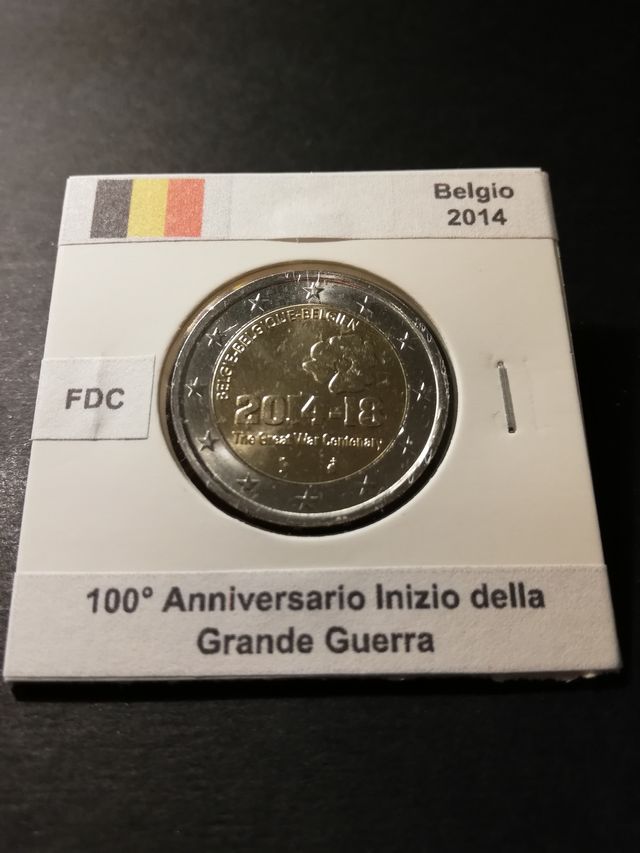 Belgio
2014
BELGIE-BELGIQUE-BELGIEN
2014-18
The Great War Centenary
FDC
100° Anniversario Inizio della
Grande Guerra